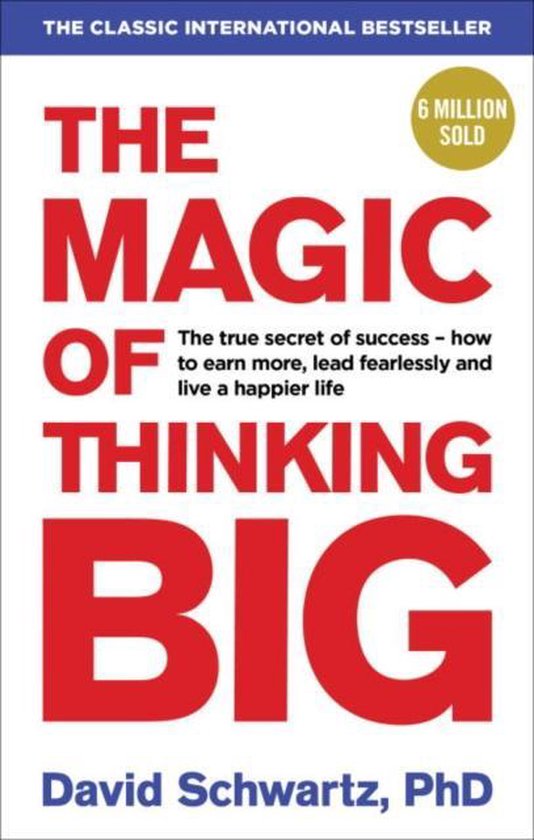 THE CLASSIC INTERNATIONAL BESTSELLER
6 MILLION
SOLD
THE
MAGIC
OF
The true secret of success – how
to earn more, lead fearlessly and
live a happier life
THINKING
BIG
David Schwartz, PhD